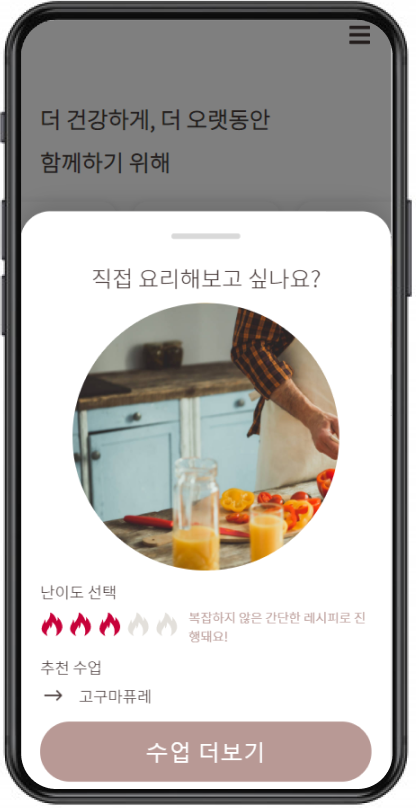 더 건강하게, 더 오랫동안
함께하기 위해
직접 요리해보고 싶나요?
난이도 선택
복잡하지 않은 간단한 레시피로 진
행돼요!
추천 수업
→ 고구마퓨레
수업 더보기